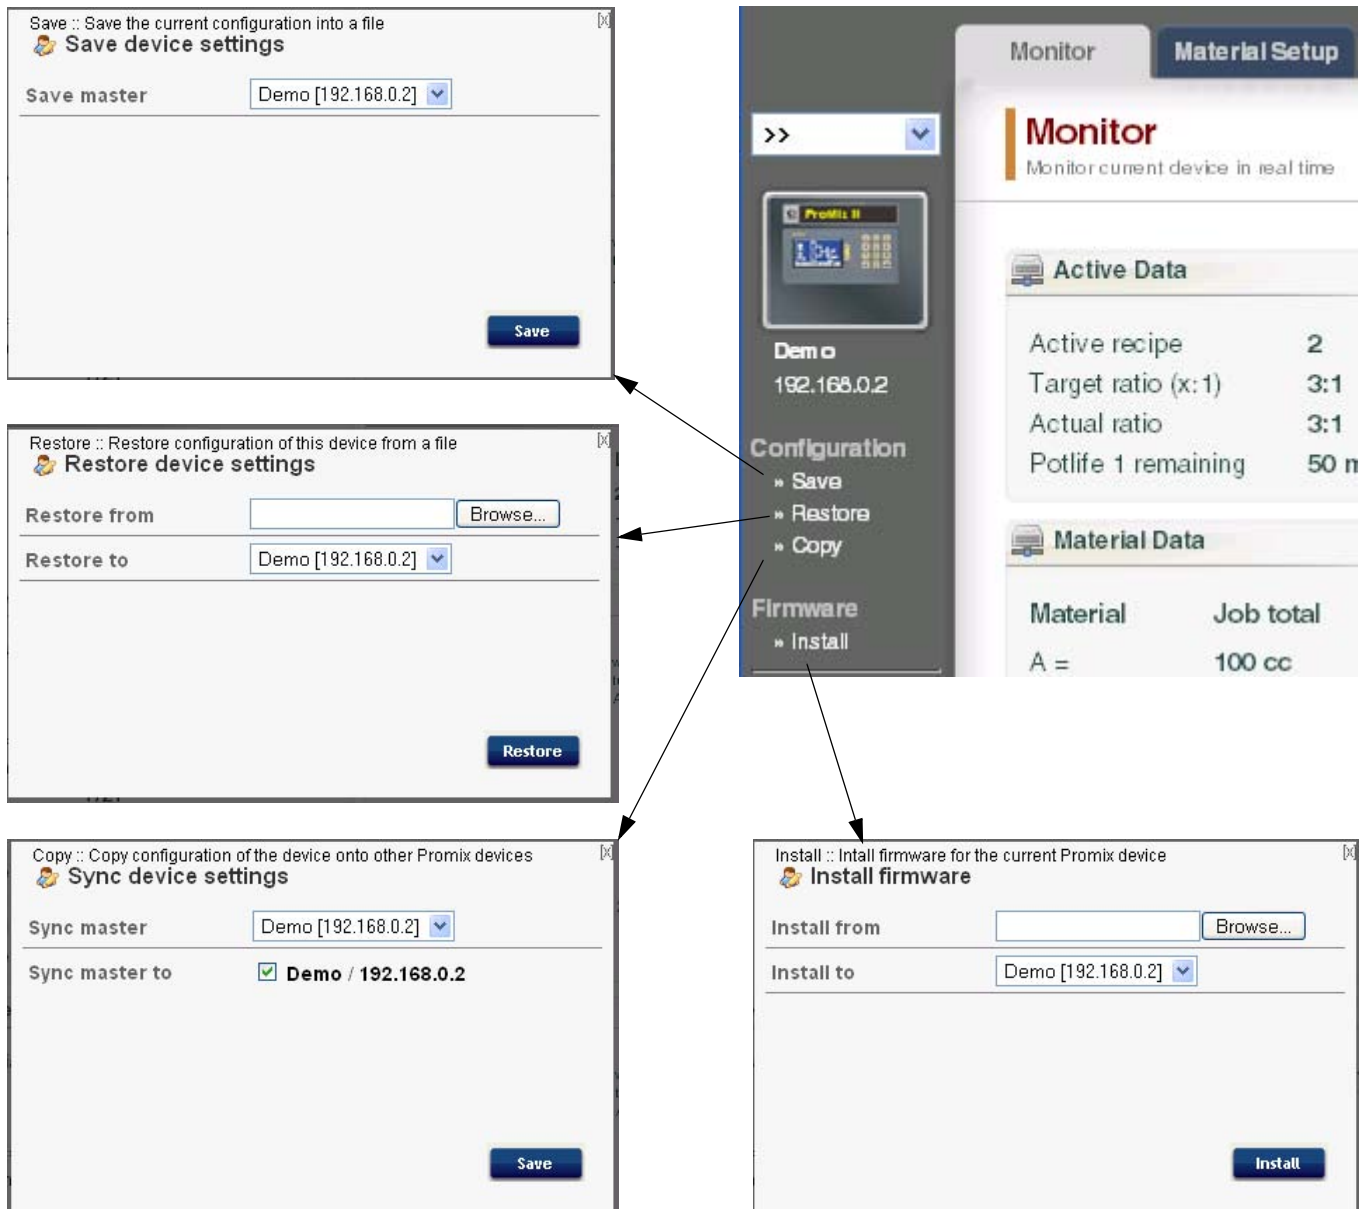 Save :: Save the current configuration into a file
[x]
Save device settings
Save master
Demo [192.168.0.2]
Save
Restore :: Restore configuration of this device from a file
[x]
Restore device settings
Restore from
Browse...
Restore to
Demo [192.168.0.2]
Restore
Copy :: Copy configuration of the device onto other Promix devices
[x]
Sync device settings
Sync master
Demo [192.168.0.2]
Sync master to
Demo / 192.168.0.2
Save
Monitor
Material Setup
>>
Monitor
Monitor current device in real time
ProMix II
Demo
192.168.0.2
Configuration
» Save
» Restore
» Copy
Firmware
» Install
Active Data
Active recipe 2
Target ratio (x:1) 3:1
Actual ratio 3:1
Potlife 1 remaining 50
Material Data
Material Job total
A = 100 cc
Install :: Intall firmware for the current Promix device
[x]
Install firmware
Install from
Browse...
Install to
Demo [192.168.0.2]
Install